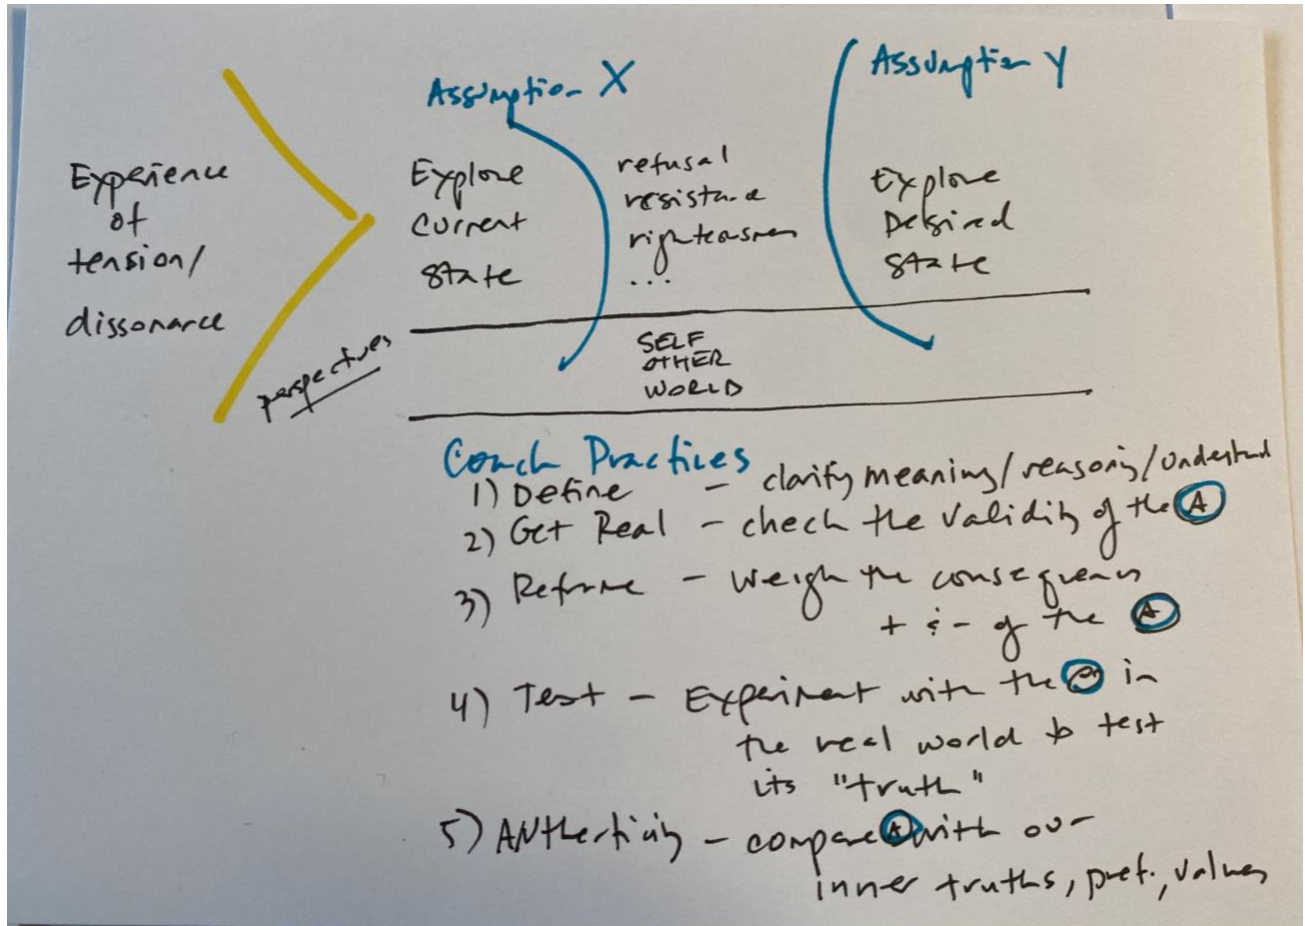 Assumption X
Assumption Y
Experience
of
tension/
dissonance
Explore
Current
State
refusal
resistance
righteousness
...
Explore
Desired
State
perspectives
SELF
OTHER
WORLD
Coach Practices
1) Define - clarify meaning/reasoning/understand
2) Get Real - check the validity of the A
3) Reframe - weigh the consequences
+ & - of the A
4) Test - Experiment with the A in
the real world to test
its "truth"
5) Authenticity - compare A with our
inner truths, pref., values